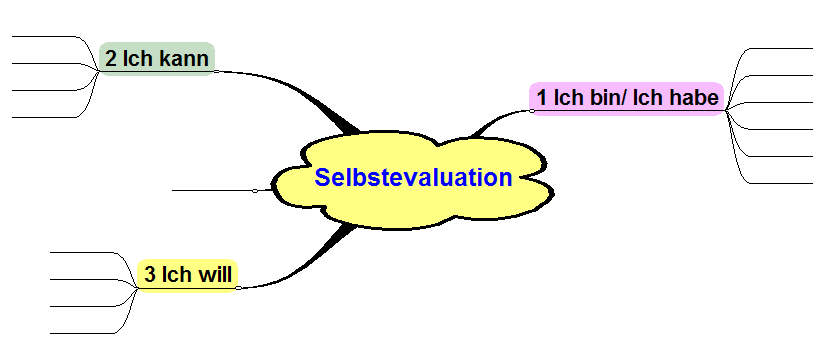 2 Ich kann
1 Ich bin/ Ich habe
Selbstevaluation
3 Ich will